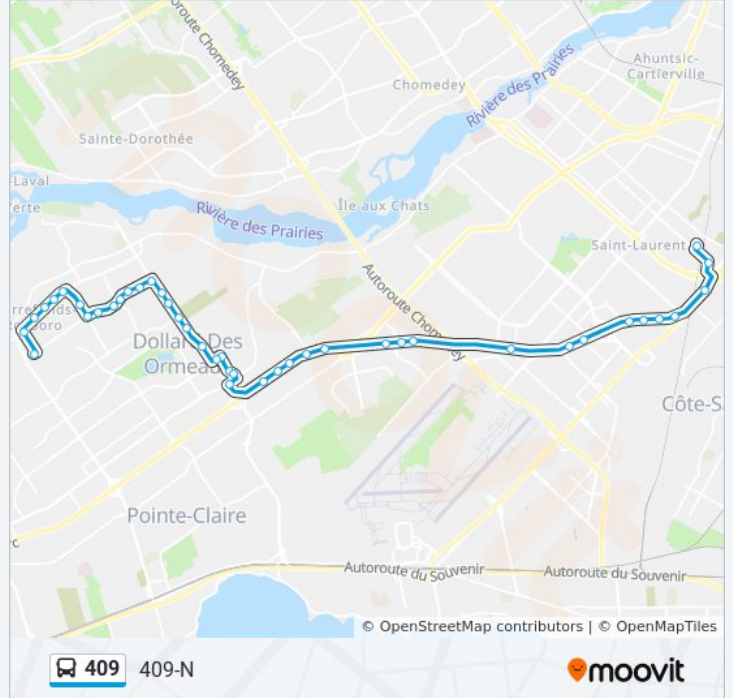 oroute Chomedey
Ahuntsic-
Cartierville
Chomedey
Rivière des Prairies
Sainte-Dorothée
-Laval
erte
Rivière des Prairies
Île aux Chats
Saint-Laurent
Autoroute Chomedey
Dollard-Des
Ormeaux
Côte-S
Pointe-Claire
Autoroute du Souvenir
Autoroute du Souvenir
© OpenStreetMap contributors | © OpenMapTiles
409 409-N
moovit